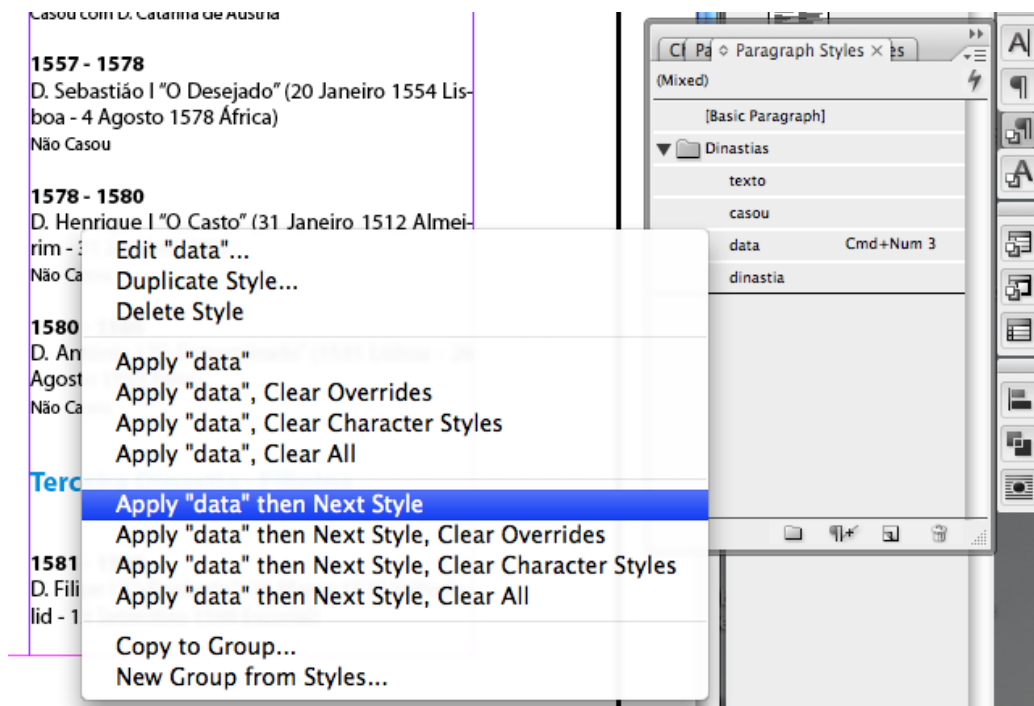 Casou com D. Catarina de Áustria
1557 - 1578
D. Sebastião I “O Desejado” (20 Janeiro 1554 Lis-
boa - 4 Agosto 1578 África)
Não Casou
1578 - 1580
D. Henrique I “O Casto” (31 Janeiro 1512 Almei-
rim - 3
Não Ca
1580
D. An
Agost
Não Ca
Terc
1581
D. Fili
lid - 1
Edit "data"...
Duplicate Style...
Delete Style
Apply "data"
Apply "data", Clear Overrides
Apply "data", Clear Character Styles
Apply "data", Clear All
Apply "data" then Next Style
Apply "data" then Next Style, Clear Overrides
Apply "data" then Next Style, Clear Character Styles
Apply "data" then Next Style, Clear All
Copy to Group...
New Group from Styles...
Pa
Paragraph Styles
es
(Mixed)
[Basic Paragraph]
Dinastias
texto
casou
data Cmd+Num 3
dinastia